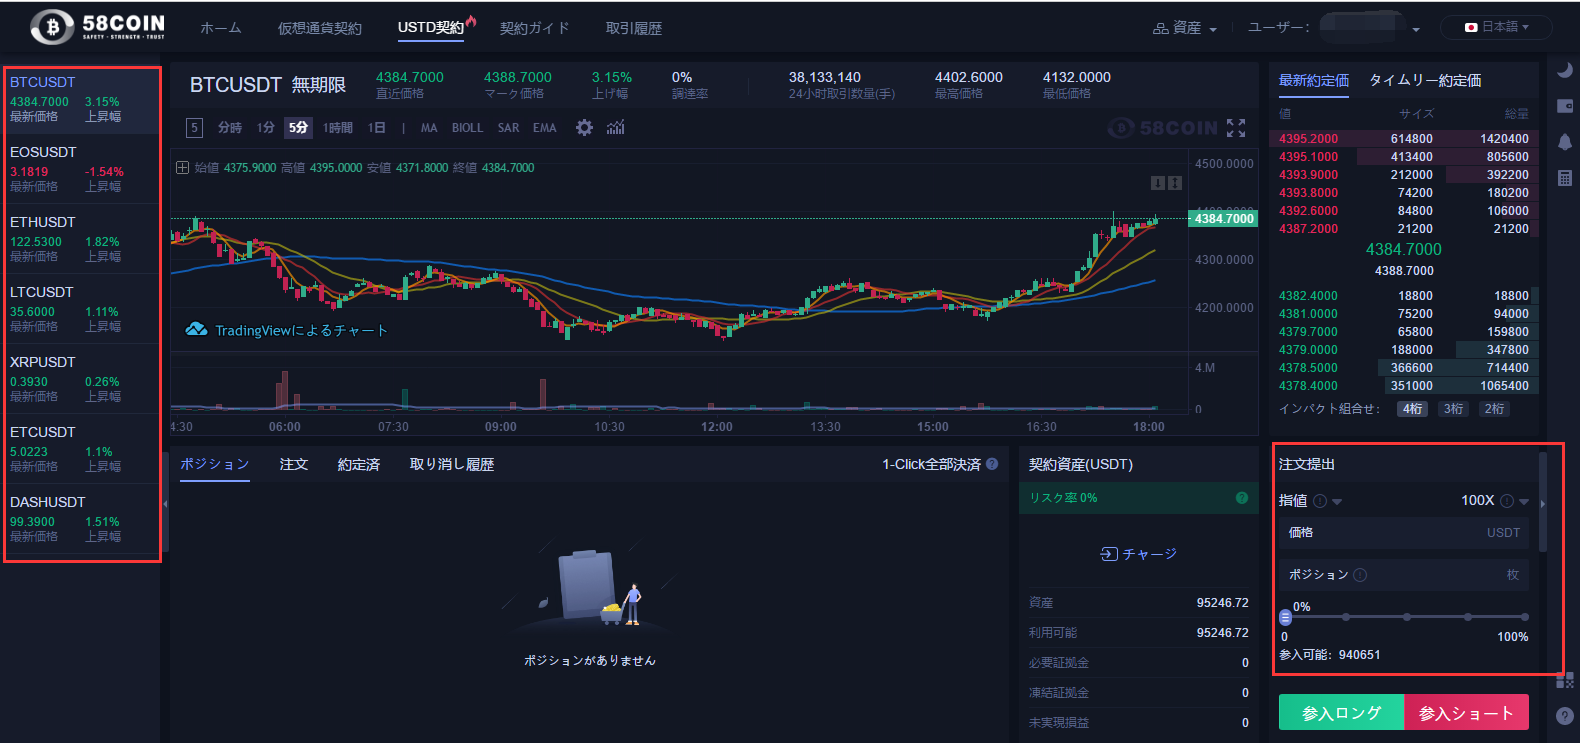 58COIN
SAFETY · STRENGTH · TRUST
ホーム
仮想通貨契約
USTD契約
契約ガイド
取引履歴
資産
ユーザー：
日本語
BTCUSDT
4384.7000 3.15%
最新価格 上昇幅
EOSUSDT
3.1819 -1.54%
最新価格 上昇幅
ETHUSDT
122.5300 1.82%
最新価格 上昇幅
LTCUSDT
35.6000 1.11%
最新価格 上昇幅
XRPUSDT
0.3930 0.26%
最新価格 上昇幅
ETCUSDT
5.0223 1.1%
最新価格 上昇幅
DASHUSDT
99.3900 1.51%
最新価格 上昇幅
BTCUSDT 無期限
4384.7000 4388.7000 3.15% 0% 38,133,140 4402.6000 4132.0000
直近価格 マーク価格 上げ幅 調達率 24小时取引数量(手) 最高価格 最低価格
5 分時 1分 5分 1時間 1日 | MA BIOLL SAR EMA
58COIN
始値 4375.9000 高値 4395.0000 安値 4371.8000 終値 4384.7000
4500.0000
4384.7000
4300.0000
4200.0000
TradingViewによるチャート
4.M
0
4:30 06:00 07:30 09:00 10:30 12:00 13:30 15:00 16:30 18:00
最新約定価 タイムリー約定価
値 サイズ 総量
4395.2000 614800 1420400
4395.1000 413400 805600
4393.9000 212000 392200
4393.8000 74200 180200
4392.6000 84800 106000
4387.2000 21200 21200
4384.7000
4388.7000
4382.4000 18800 18800
4381.0000 75200 94000
4379.7000 65800 159800
4379.0000 188000 347800
4378.5000 366600 714400
4378.4000 351000 1065400
インパクト組合せ： 4桁 3桁 2桁
ポジション 注文 約定済 取り消し履歴
1-Click全部決済
ポジションがありません
契約資産(USDT)
リスク率 0%
チャージ
資産 95246.72
利用可能 95246.72
必要証拠金 0
凍結証拠金 0
未実現損益 0
注文提出
指値 100X
価格 USDT
ポジション 枚
0%
0 100%
参入可能：940651
参入ロング 参入ショート